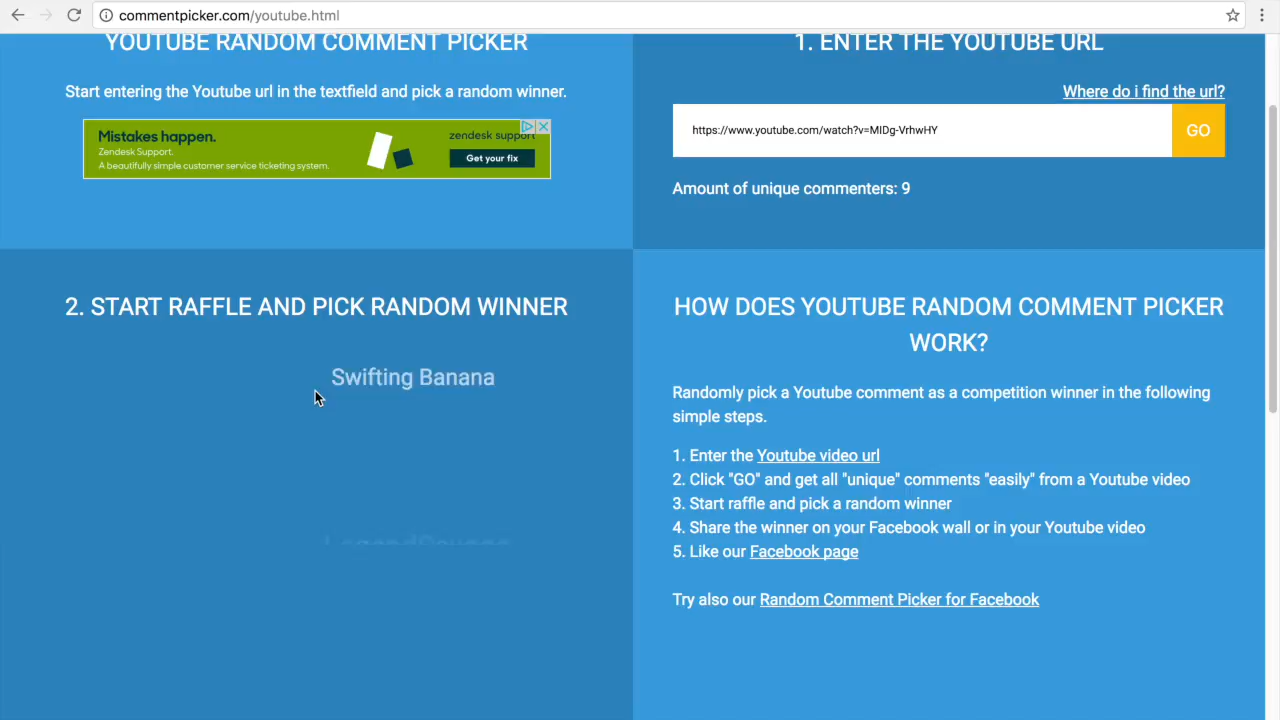 commentpicker.com/youtube.html
YOUTUBE RANDOM COMMENT PICKER
Start entering the Youtube url in the textfield and pick a random winner.
Mistakes happen.
Zendesk Support.
A beautifully simple customer service ticketing system.
zendesk support
Get your fix
1. ENTER THE YOUTUBE URL
Where do i find the url?
https://www.youtube.com/watch?v=MIDg-VrhwHY
GO
Amount of unique commenters: 9
2. START RAFFLE AND PICK RANDOM WINNER
Swifting Banana
HOW DOES YOUTUBE RANDOM COMMENT PICKER
WORK?
Randomly pick a Youtube comment as a competition winner in the following
simple steps.
1. Enter the Youtube video url
2. Click "GO" and get all "unique" comments "easily" from a Youtube video
3. Start raffle and pick a random winner
4. Share the winner on your Facebook wall or in your Youtube video
5. Like our Facebook page
Try also our Random Comment Picker for Facebook